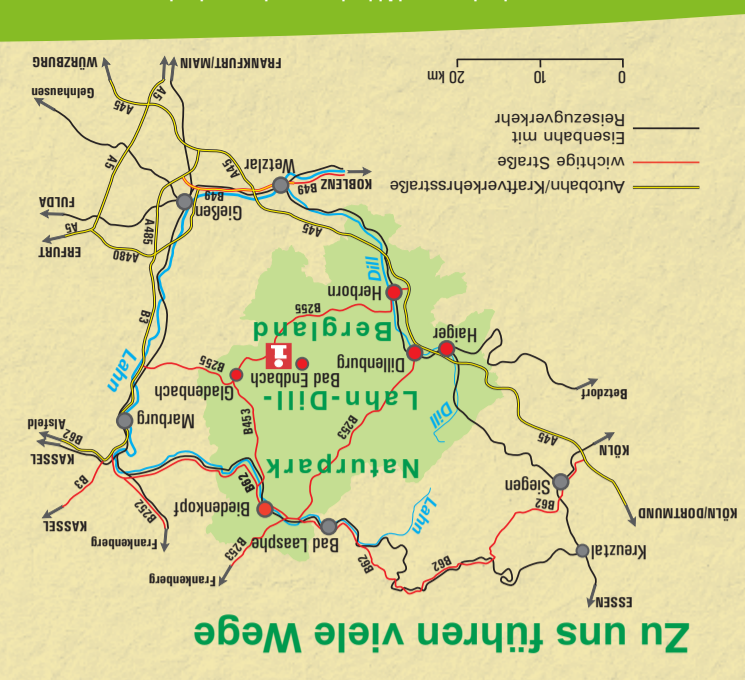 Zu uns führen viele Wege
ESSEN
Kreuztal
KÖLN/DORTMUND
B62
Siegen
KÖLN
A45
Betzdorf
B62
B62
Lahn
Bad Laasphe
Frankenberg
B253
Biedenkopf
B62
Frankenberg
B252
KASSEL
B3
KASSEL
B62
Alsfeld
Naturpark
Lahn-Dill-
Bergland
Dill
B253
B453
Marburg
Haiger
Dillenburg
Bad Endbach
i
Gladenbach
B255
Lahn
Herborn
B255
B3
Dill
A45
A480
A485
ERFURT
A5
FULDA
Gießen
B49
KOBLENZ
B49
Wetzlar
A45
A5
Gelnhausen
A45
A5
WÜRZBURG
FRANKFURT/MAIN
Autobahn/Kraftverkehrsstraße
wichtige Straße
Eisenbahn mit
Reisezugverkehr
0 10 20 km